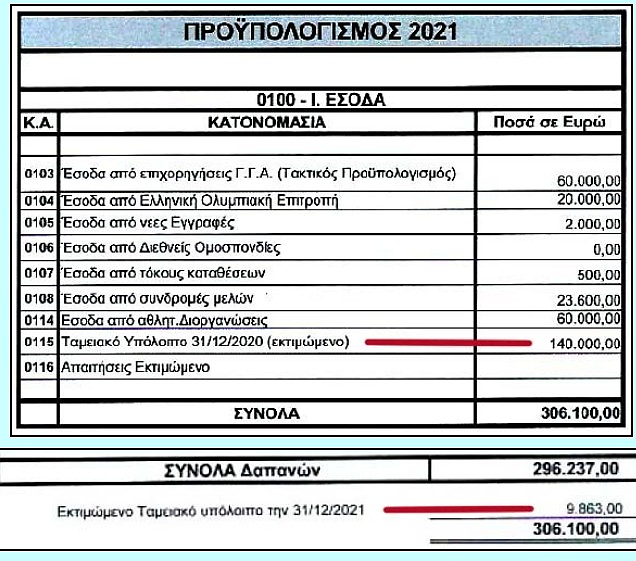 ΠΡΟΫΠΟΛΟΓΙΣΜΟΣ 2021
0100 - Ι. ΕΣΟΔΑ
Κ.Α. ΚΑΤΟΝΟΜΑΣΙΑ Ποσά σε Ευρώ
0103 Έσοδα από επιχορηγήσεις Γ.Γ.Α. (Τακτικός Προϋπολογισμός) 60.000,00
0104 Έσοδα από Ελληνική Ολυμπιακή Επιτροπή 20.000,00
0105 Έσοδα από νεες Εγγραφές 2.000,00
0106 Έσοδα από Διεθνείς Ομοσπονδίες 0,00
0107 Έσοδα από τόκους καταθέσεων 500,00
0108 Έσοδα από συνδρομές μελών 23.600,00
0114 Εσοδα από αθλητ.Διοργανώσεις 60.000,00
0115 Ταμειακό Υπόλοιπο 31/12/2020 (εκτιμώμενο) 140.000,00
0116 Απαιτήσεις Εκτιμώμενο
ΣΥΝΟΛΑ 306.100,00
ΣΥΝΟΛΑ Δαπανών 296.237,00
Εκτιμώμενο Ταμειακό υπόλοιπο την 31/12/2021 9.863,00
306.100,00